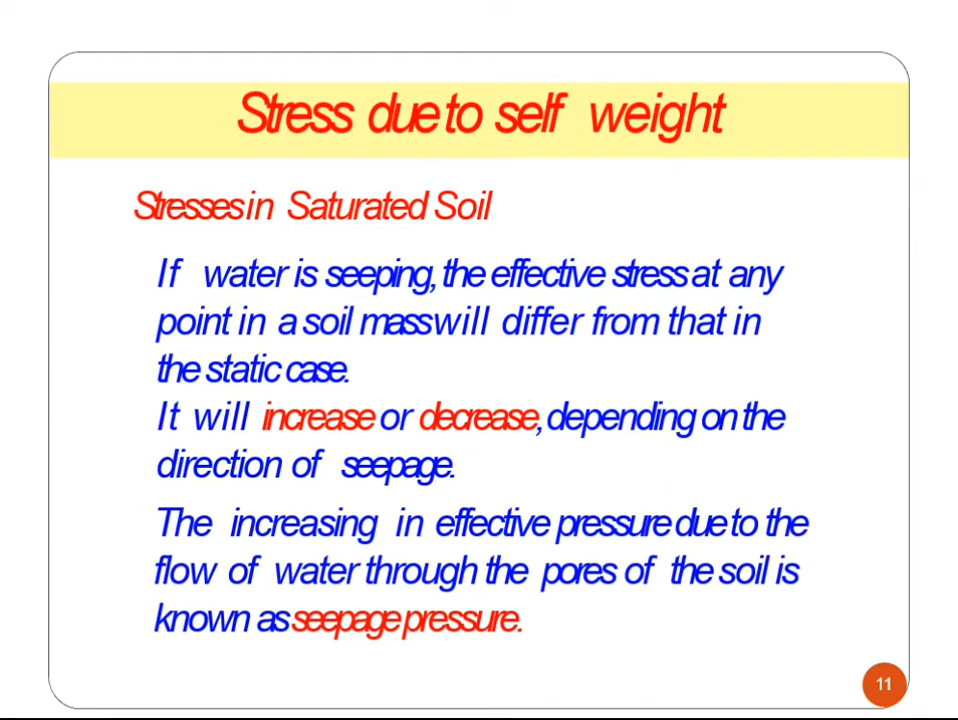 Stress due to self weight
Stresses in Saturated Soil
If water is seeping, the effective stress at any
point in a soil mass will differ from that in
the static case.
It will increase or decrease, depending on the
direction of seepage.
The increasing in effective pressure due to the
flow of water through the pores of the soil is
known as seepage pressure.
11